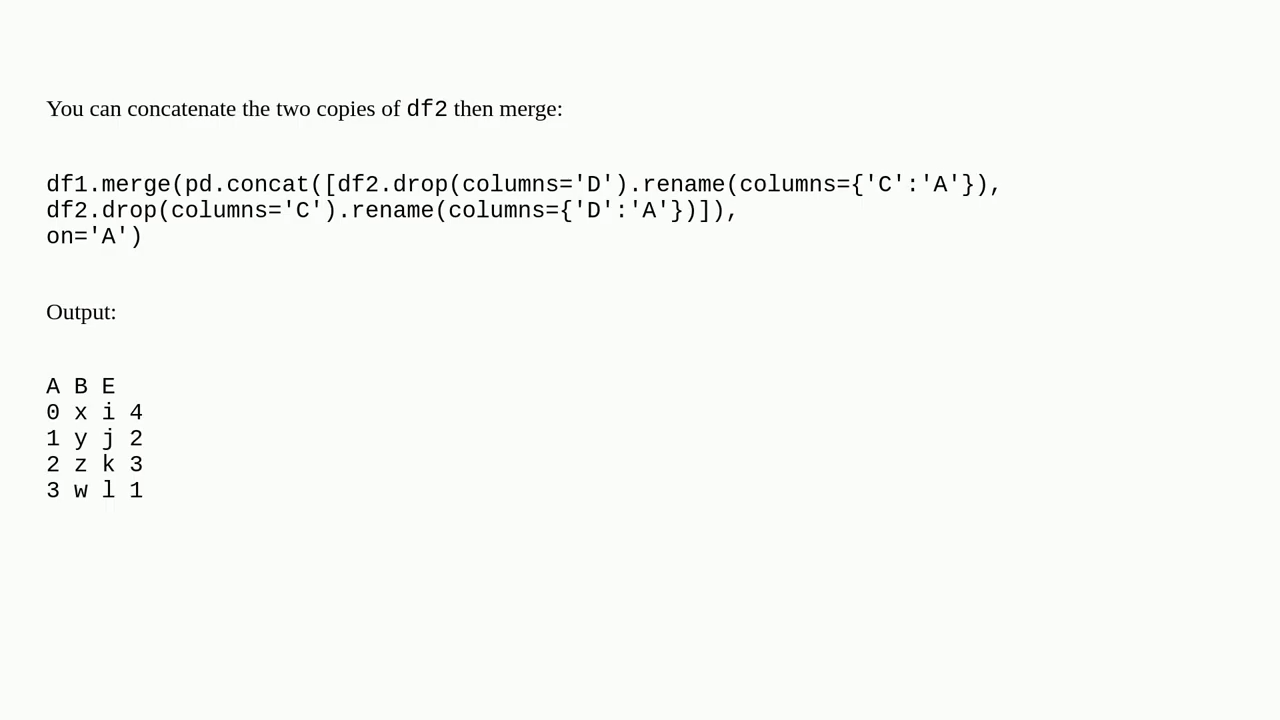 You can concatenate the two copies of df2 then merge:
df1.merge(pd.concat([df2.drop(columns='D').rename(columns={'C':'A'}),
df2.drop(columns='C').rename(columns={'D':'A'})]),
on='A')
Output:
A B E
0 x i 4
1 y j 2
2 z k 3
3 w l 1